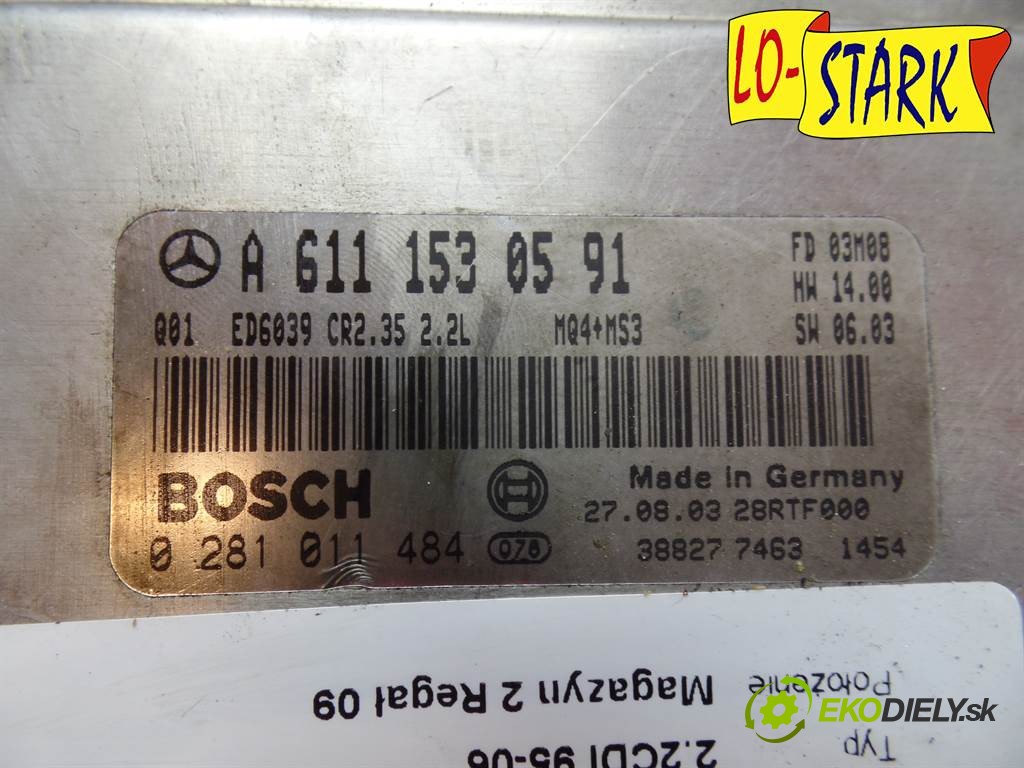 LO-STARK
A 611 153 05 91
FD 03M08
HW 14.00
Q01 ED6039 CR2.35 2.2L MQ4+MS3 SW 06.03
BOSCH
Made in Germany
27.08.03 28RTF000
0 281 011 484 078 38827 7463 1454
Położenie
Magazyn 2 Regał 09
Typ
2.2CDI 95-06
EKODIELY.sk